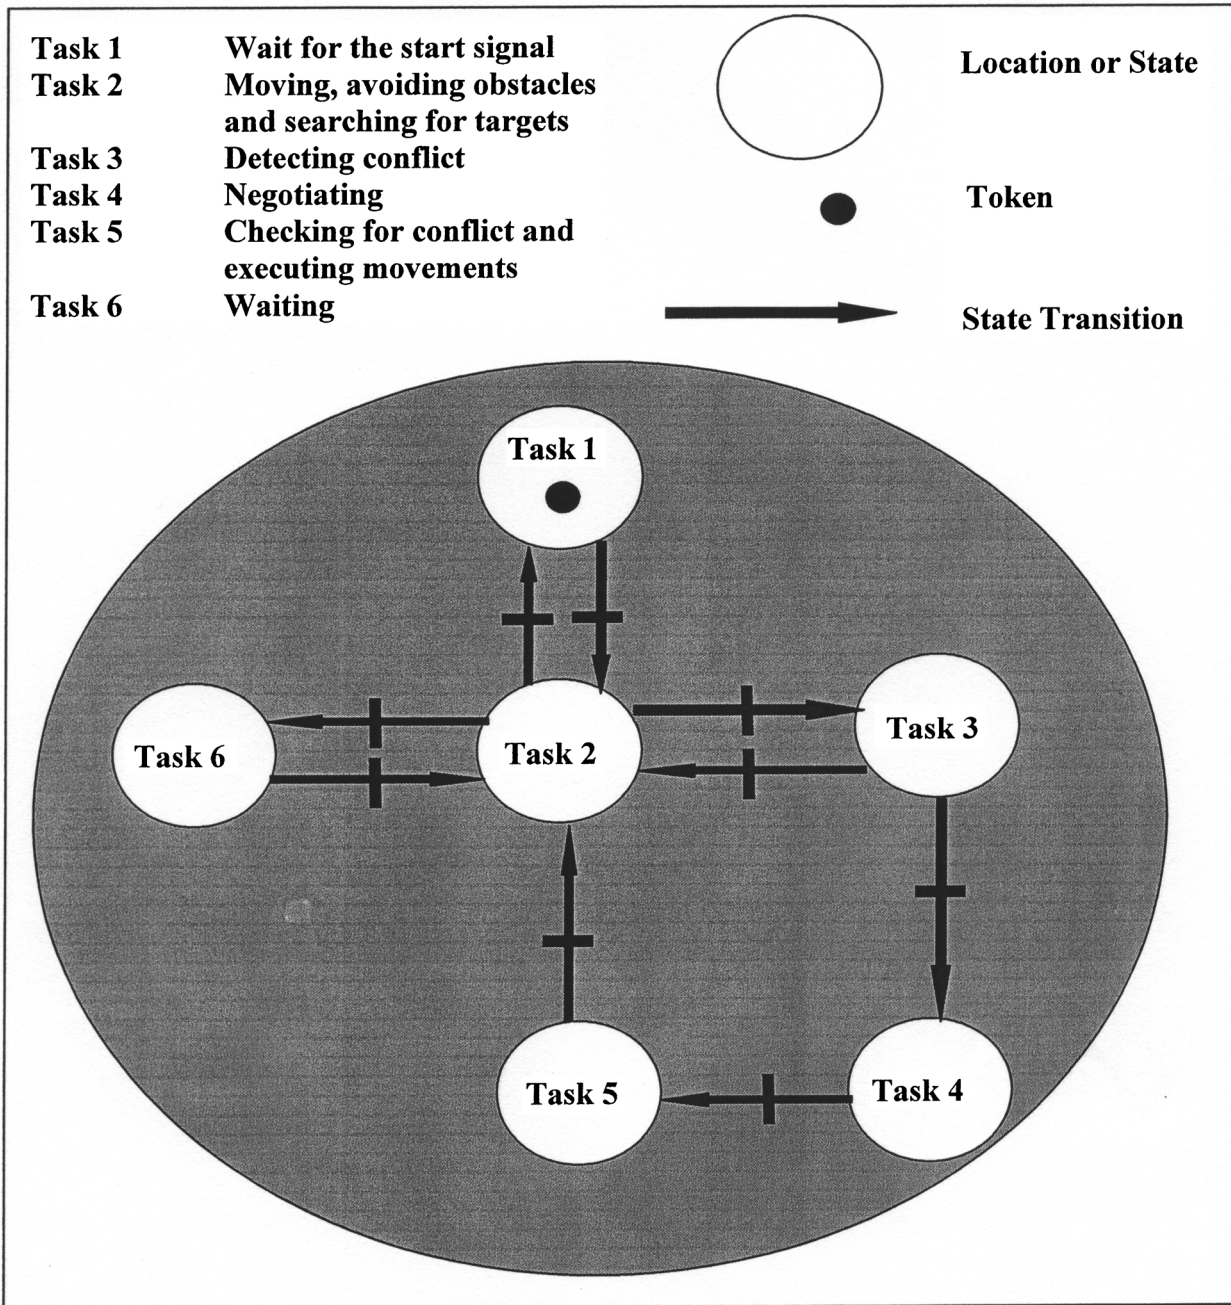 Task 1 Wait for the start signal
Task 2 Moving, avoiding obstacles
and searching for targets
Task 3 Detecting conflict
Task 4 Negotiating
Task 5 Checking for conflict and
executing movements
Task 6 Waiting
Location or State
Token
State Transition
Task 1
Task 6
Task 2
Task 3
Task 5
Task 4